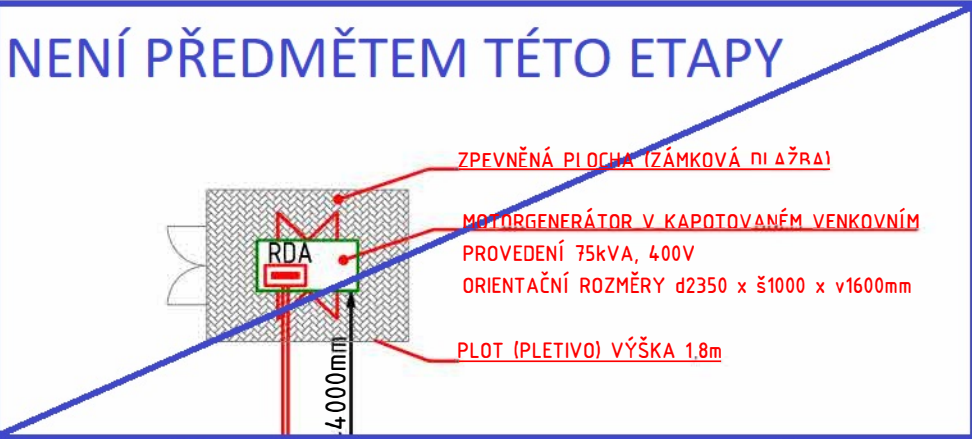 NENÍ PŘEDMĚTEM TÉTO ETAPY
ZPEVNĚNÁ PLOCHA (ZÁMKOVÁ DLAŽBA)
MOTORGENERÁTOR V KAPOTOVANÉM VENKOVNÍM
PROVEDENÍ 75kVA, 400V
ORIENTAČNÍ ROZMĚRY d2350 x š1000 x v1600mm
RDA
PLOT (PLETIVO) VÝŠKA 1,8m
4000mm